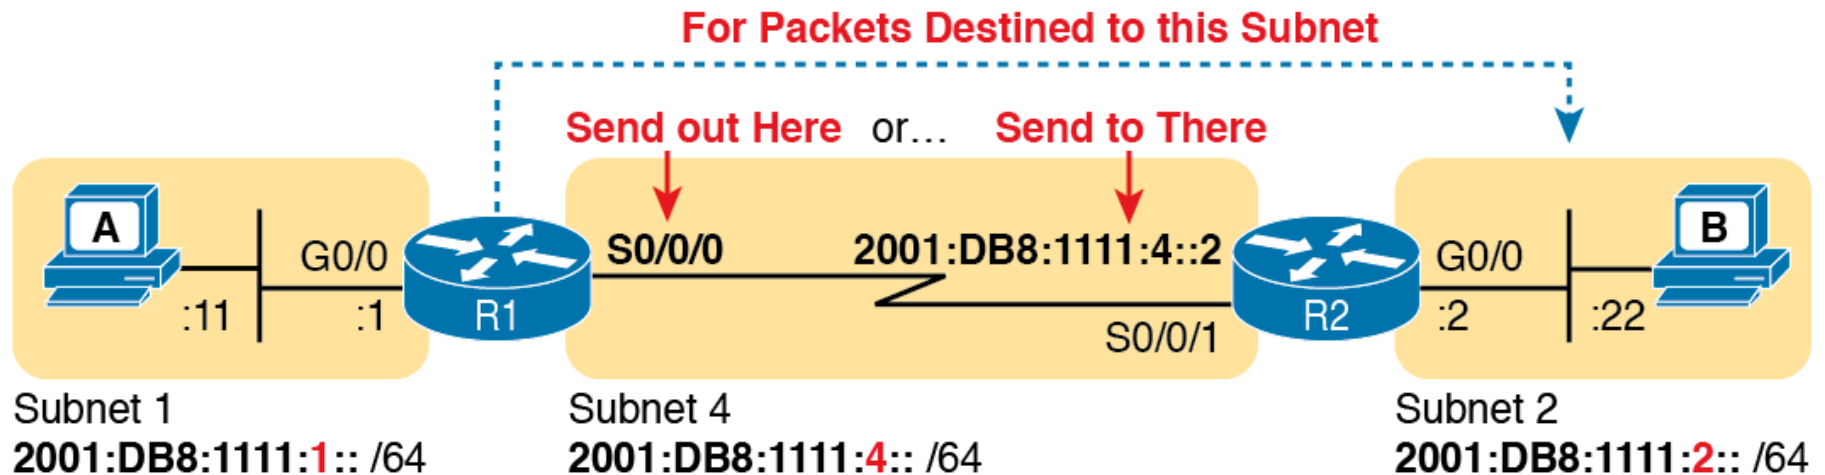 For Packets Destined to this Subnet
Send out Here or... Send to There
A
G0/0
:11
:1
R1
S0/0/0
2001:DB8:1111:4::2
S0/0/1
R2
G0/0
:2
:22
B
Subnet 1
2001:DB8:1111:1:: /64
Subnet 4
2001:DB8:1111:4:: /64
Subnet 2
2001:DB8:1111:2:: /64